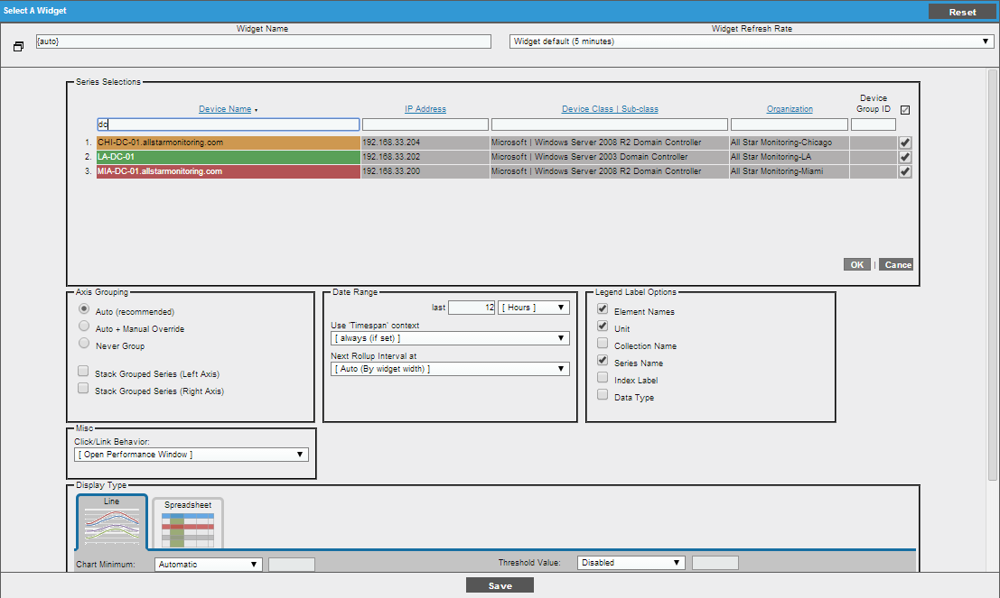 Select A Widget
Reset
Widget Name
Widget Refresh Rate
{auto}
Widget default (5 minutes)
Series Selections
Device Name
IP Address
Device Class | Sub-class
Organization
Device
Group ID
dc
1. CHI-DC-01.allstarmonitoring.com 192.168.33.204 Microsoft | Windows Server 2008 R2 Domain Controller All Star Monitoring-Chicago
2. LA-DC-01 192.168.33.202 Microsoft | Windows Server 2003 Domain Controller All Star Monitoring-LA
3. MIA-DC-01.allstarmonitoring.com 192.168.33.200 Microsoft | Windows Server 2008 R2 Domain Controller All Star Monitoring-Miami
OK | Cance
Axis Grouping
Auto (recommended)
Auto + Manual Override
Never Group
Stack Grouped Series (Left Axis)
Stack Grouped Series (Right Axis)
Date Range
last 12 [ Hours ]
Use 'Timespan' context
[ always (if set) ]
Next Rollup Interval at
[ Auto (By widget width) ]
Legend Label Options
Element Names
Unit
Collection Name
Series Name
Index Label
Data Type
Misc
Click/Link Behavior:
[ Open Performance Window ]
Display Type
Line
Spreadsheet
Chart Minimum: Automatic
Threshold Value: Disabled
Save